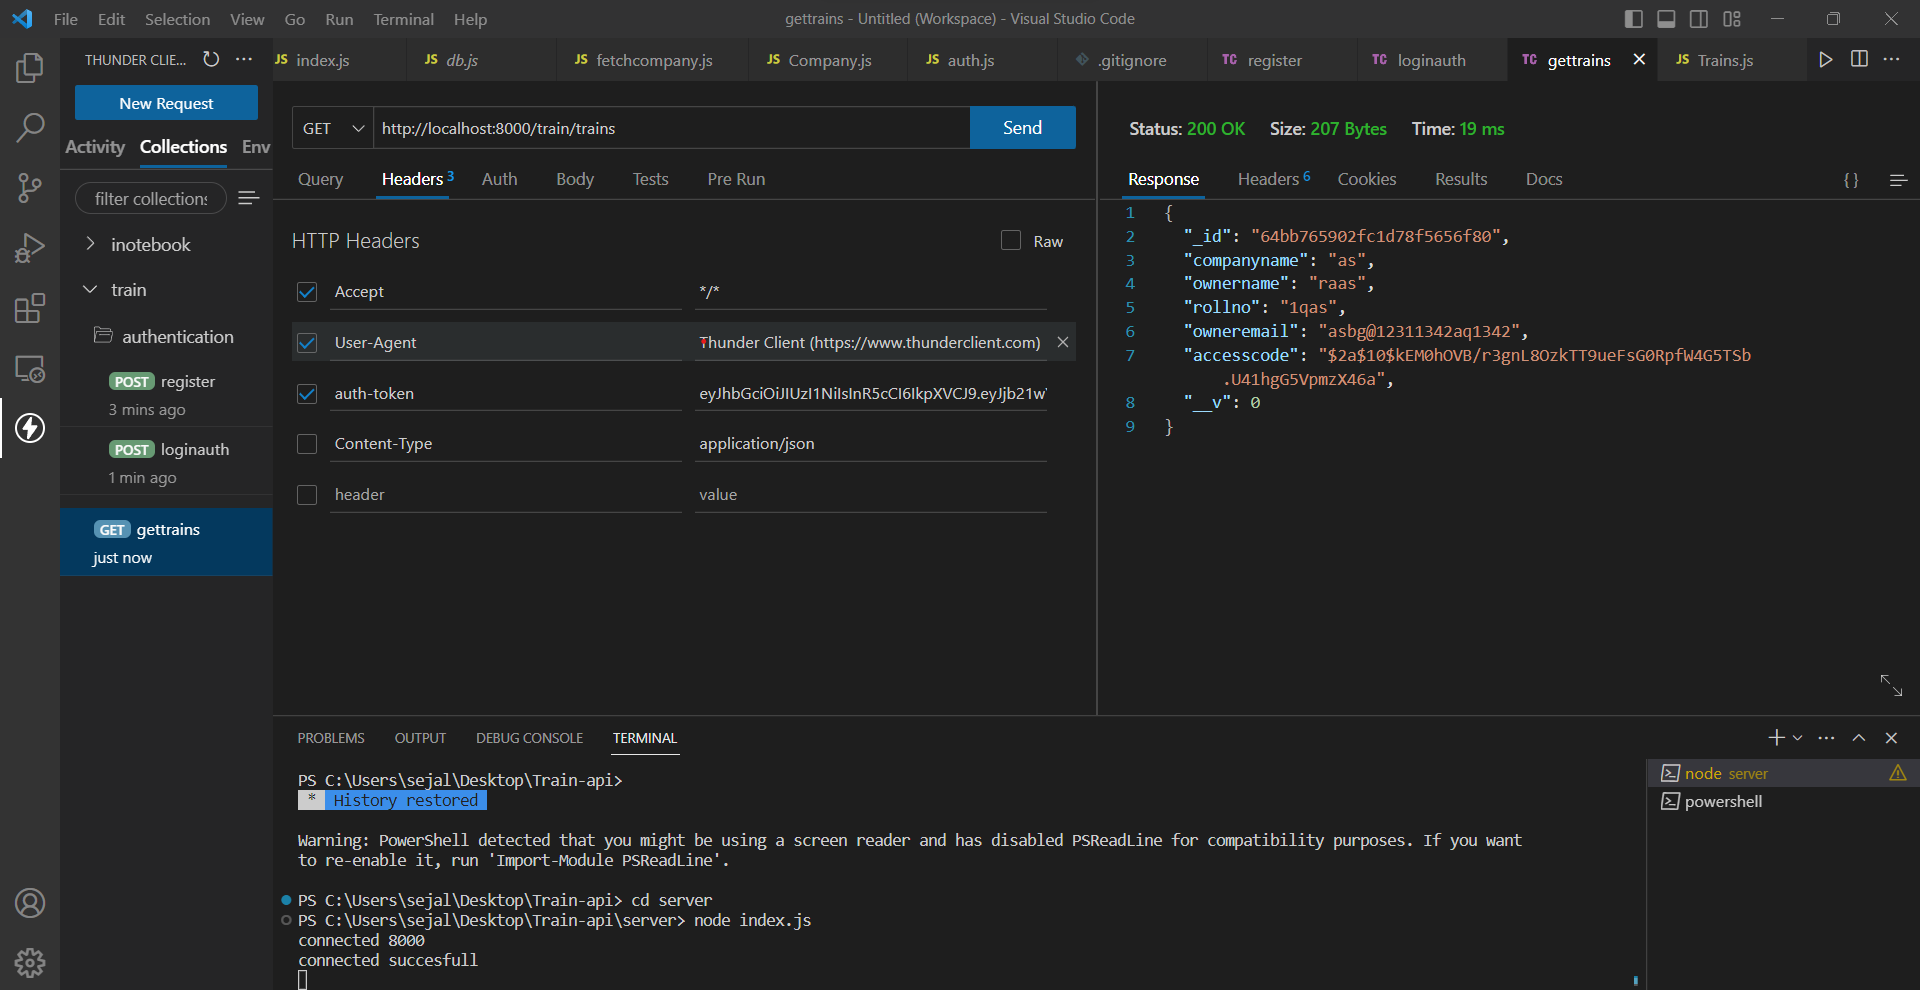 File Edit Selection View Go Run Terminal Help
gettrains - Untitled (Workspace) - Visual Studio Code
THUNDER CLIE... ···
JS index.js
JS db.js
JS fetchcompany.js
JS Company.js
JS auth.js
.gitignore
TC register
TC loginauth
TC gettrains
JS Trains.js
New Request
Activity Collections Env
filter collections
inotebook
train
authentication
POST register
3 mins ago
POST loginauth
1 min ago
GET gettrains
just now
GET http://localhost:8000/train/trains Send
Query Headers 3 Auth Body Tests Pre Run
HTTP Headers Raw
Accept */*
User-Agent Thunder Client (https://www.thunderclient.com)
auth-token
Content-Type application/json
header value
Status: 200 OK Size: 207 Bytes Time: 19 ms
Response Headers 6 Cookies Results Docs { }
1 {
2 "_id": "64bb765902fc1d78f5656f80",
3 "companyname": "as",
4 "ownername": "raas",
5 "rollno": "1qas",
6 "owneremail": "asbg@12311342aq1342",
7 "accesscode": "$2a$10$kEM0hOVB/r3gnL8OzkTT9ueFsG0RpfW4G5TSb
.U41hgG5VpmzX46a",
8 "__v": 0
9 }
PROBLEMS OUTPUT DEBUG CONSOLE TERMINAL
PS C:\Users\sejal\Desktop\Train-api>
* History restored
Warning: PowerShell detected that you might be using a screen reader and has disabled PSReadLine for compatibility purposes. If you want
to re-enable it, run 'Import-Module PSReadLine'.
PS C:\Users\sejal\Desktop\Train-api> cd server
PS C:\Users\sejal\Desktop\Train-api\server> node index.js
connected 8000
connected succesfull
node server
powershell